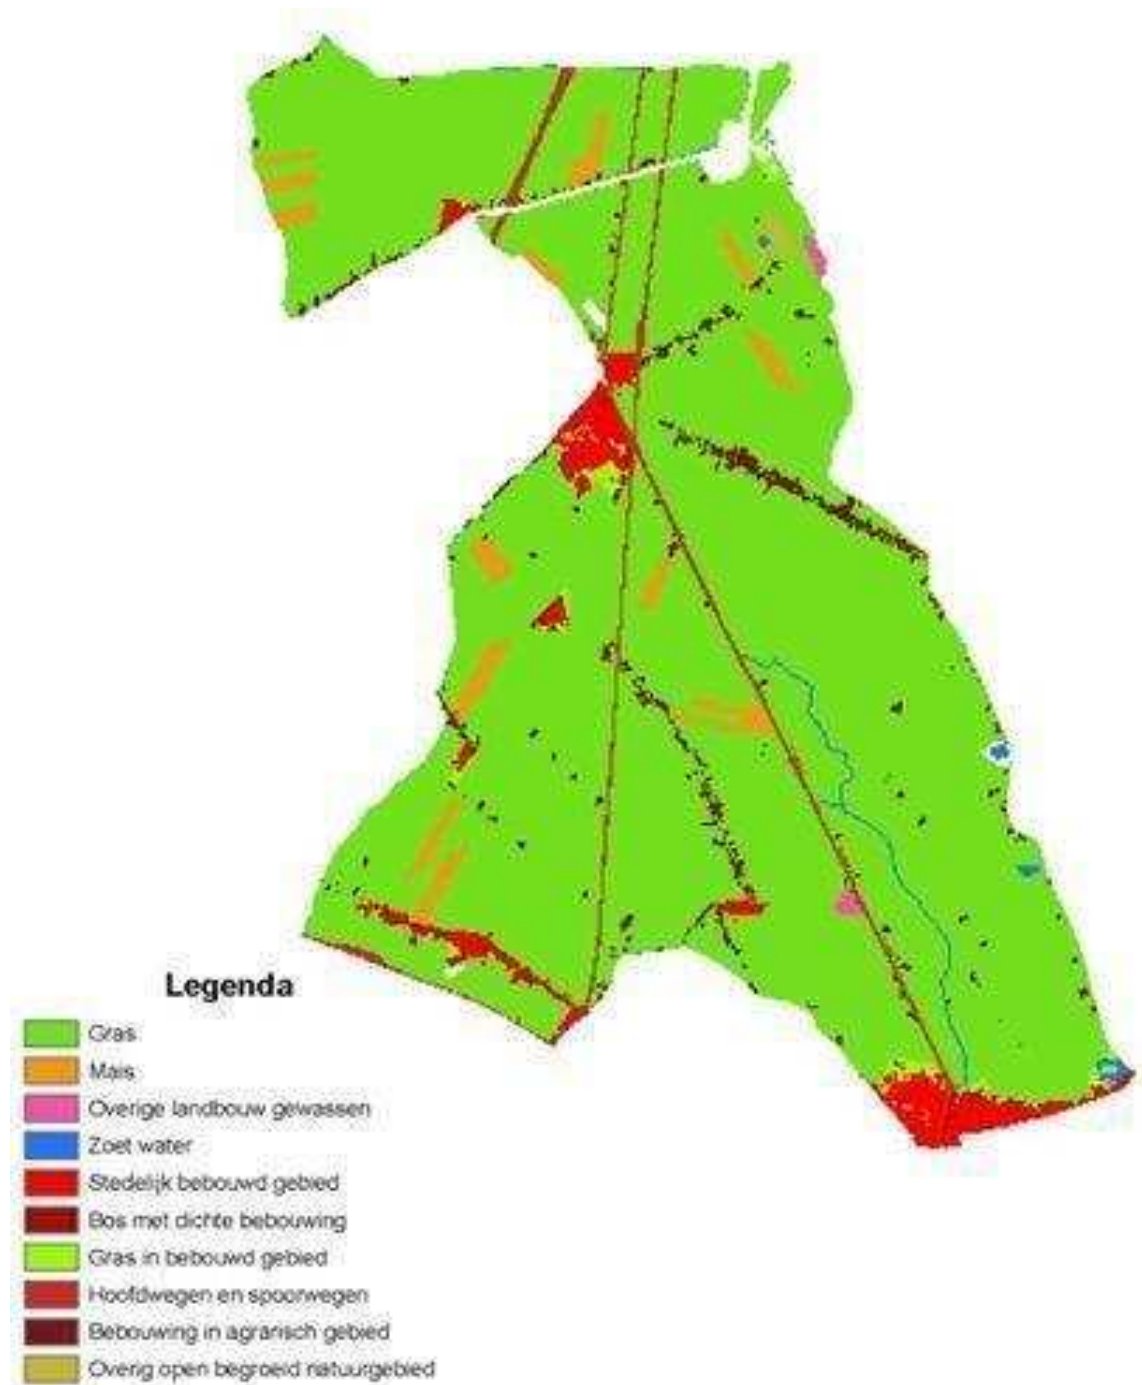 Legenda
Gras
Mais
Overige landbouw gewassen
Zoet water
Stedelijk bebouwd gebied
Bos met dichte bebouwing
Gras in bebouwd gebied
Hoofdwegen en spoorwegen
Bebouwing in agrarisch gebied
Overig open begroeid natuurgebied